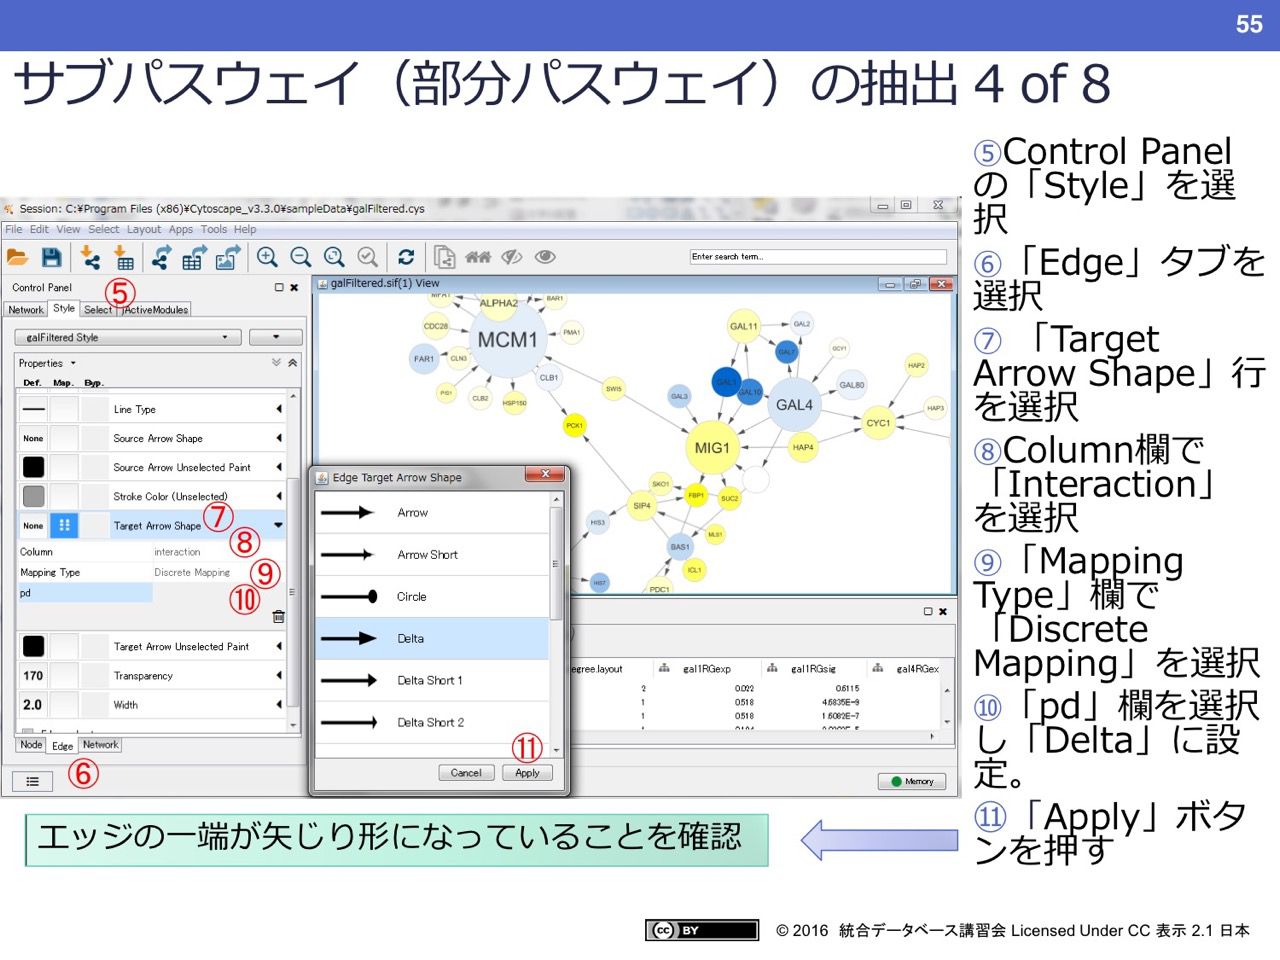 55
サブパスウェイ（部分パスウェイ）の抽出 4 of 8
⑤Control Panel
の「Style」を選
択
⑥「Edge」タブを
選択
⑦ 「Target
Arrow Shape」行
を選択
⑧Column欄で
「Interaction」
を選択
⑨「Mapping
Type」欄で
「Discrete
Mapping」を選択
⑩「pd」欄を選択
し「Delta」に設
定。
⑪「Apply」ボタ
ンを押す
Session: C:¥Program Files (x86)¥Cytoscape_v3.3.0¥sampleData¥galFiltered.cys
File Edit View Select Layout Apps Tools Help
Enter search term...
Control Panel
⑤
Network Style Select jActiveModules
galFiltered Style
Properties
Def. Map. Byp.
Line Type
None Source Arrow Shape
Source Arrow Unselected Paint
Stroke Color (Unselected)
None Target Arrow Shape ⑦
⑧
Column interaction
Mapping Type Discrete Mapping ⑨
pd ⑩
Target Arrow Unselected Paint
170 Transparency
2.0 Width
Node Edge Network
⑥
galFiltered.sif(1) View
ALPHA2
BAR1
CDC28
MCM1
PMA1
FAR1
CLN3
CLB1
CLB2
HSP150
SWI5
PCK1
GAL11
GAL2
GAL7
GCY1
GAL1
GAL10
GAL3
GAL4
GAL80
HAP2
HAP3
CYC1
MIG1
HAP4
SKO1
FBP1
SUC2
SIP4
HIS3
MLS1
BAS1
ICL1
HIS7
PDC1
Edge Target Arrow Shape
Arrow
Arrow Short
Circle
Delta
Delta Short 1
Delta Short 2
⑪
Cancel Apply
egree.layout gal1RGexp gal1RGsig gal4RGex
2 0.022 0.6115
1 0.518
1 0.518
Memory
エッジの一端が矢じり形になっていることを確認
cc BY
© 2016 統合データベース講習会 Licensed Under CC 表示 2.1 日本